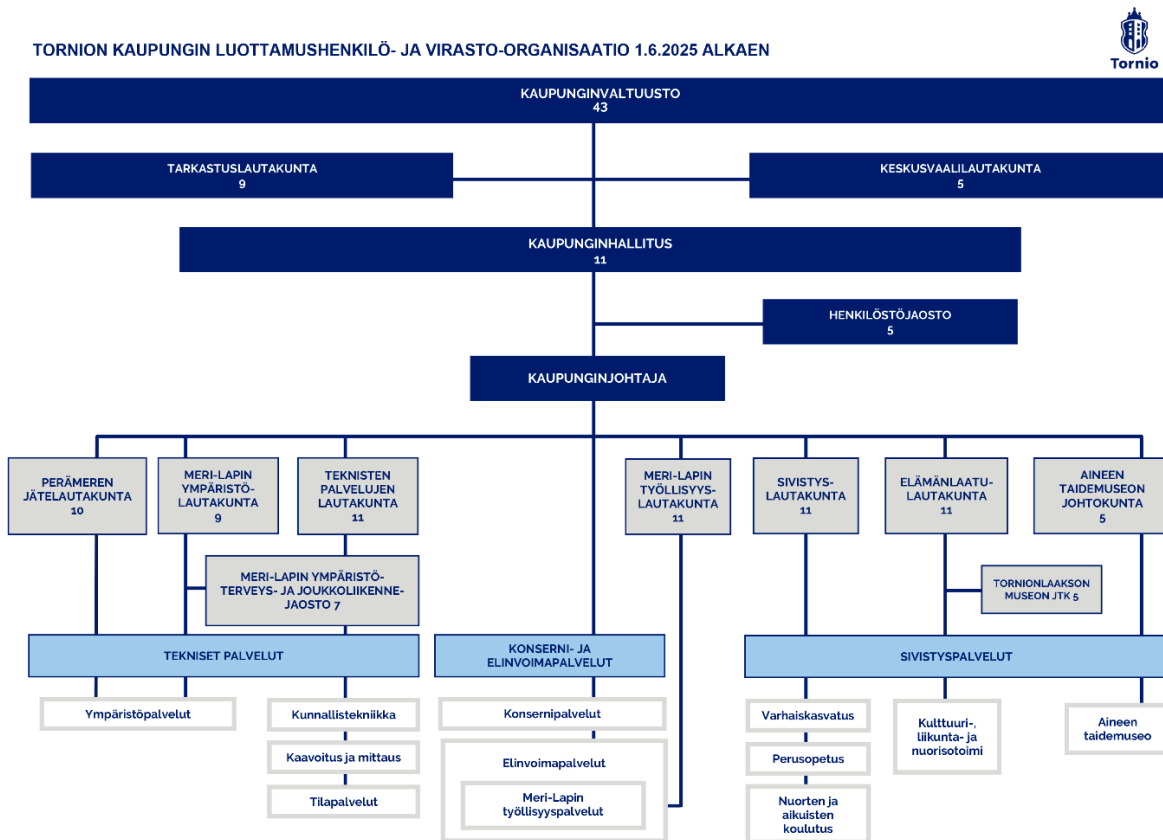 TORNION KAUPUNGIN LUOTTAMUSHENKILÖ- JA VIRASTO-ORGANISAATIO 1.6.2025 ALKAEN
Tornio
KAUPUNGINVALTUUSTO
43
TARKASTUSLAUTAKUNTA
9
KESKUSVAALILAUTAKUNTA
5
KAUPUNGINHALLITUS
11
HENKILÖSTÖJAOSTO
5
KAUPUNGINJOHTAJA
PERÄMEREN
JÄTELAUTAKUNTA
10
MERI-LAPIN
YMPÄRISTÖ-
LAUTAKUNTA
9
TEKNISTEN
PALVELUJEN
LAUTAKUNTA
11
MERI-LAPIN
TYÖLLISYYS-
LAUTAKUNTA
11
SIVISTYS-
LAUTAKUNTA
11
ELÄMÄNLAATU-
LAUTAKUNTA
11
AINEEN
TAIDEMUSEON
JOHTOKUNTA
5
MERI-LAPIN YMPÄRISTÖ-
TERVEYS- JA JOUKKOLIIKENNE-
JAOSTO 7
TORNIONLAAKSON
MUSEON JTK 5
TEKNISET PALVELUT
KONSERNI- JA
ELINVOIMAPALVELUT
SIVISTYSPALVELUT
Ympäristöpalvelut
Kunnallistekniikka
Kaavoitus ja mittaus
Tilapalvelut
Konsernipalvelut
Elinvoimapalvelut
Meri-Lapin
työllisyyspalvelut
Varhaiskasvatus
Perusopetus
Nuorten ja
aikuisten
koulutus
Kulttuuri-,
liikunta- ja
nuorisotoimi
Aineen
taidemuseo